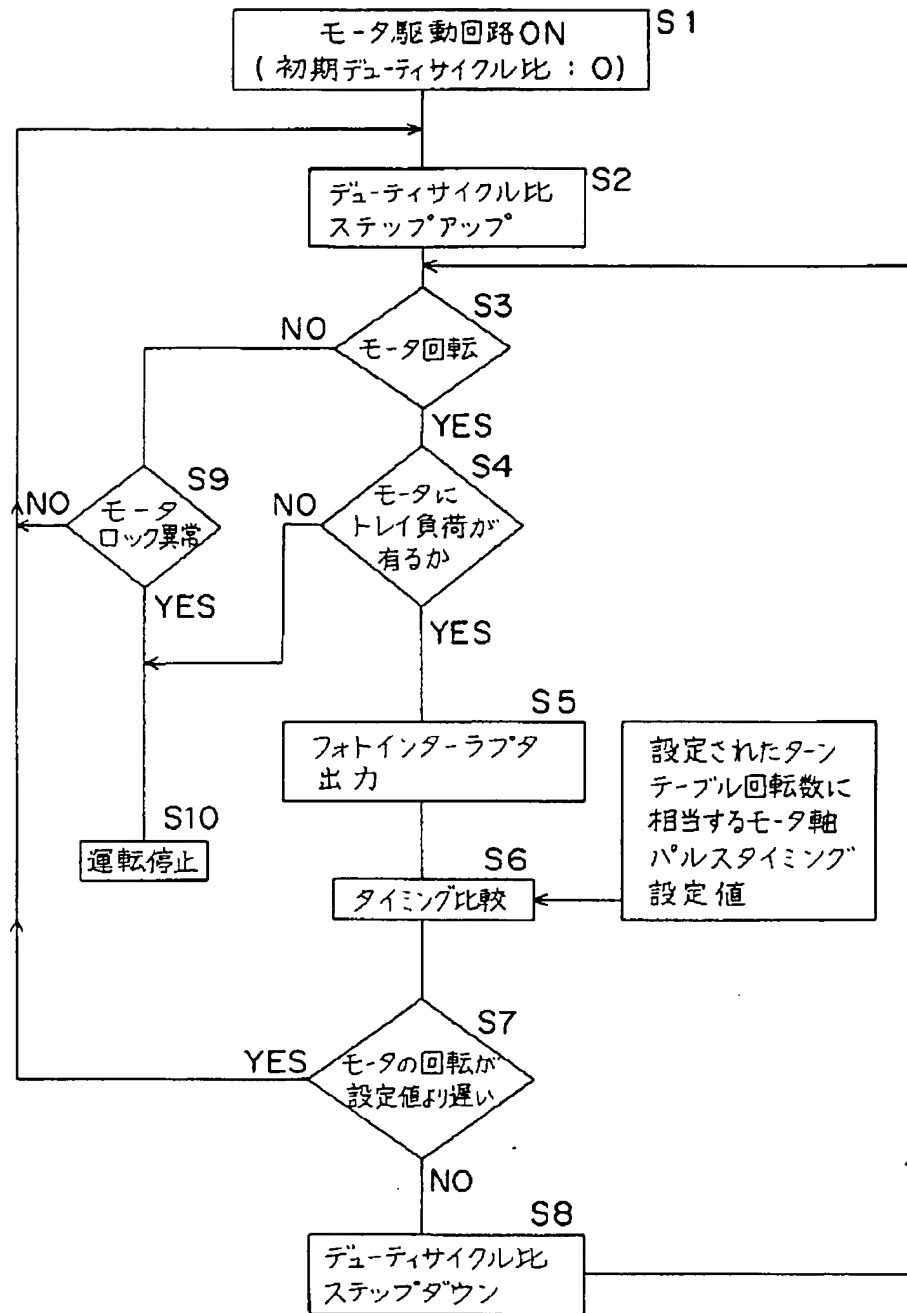 モータ駆動回路ON
(初期デューティサイクル比:0)
S1
デューティサイクル比
ステップアップ
S2
S3
モータ回転
NO
YES
S4
モータに
トレイ負荷が
有るか
NO
YES
S9
モータ
ロック異常
NO
YES
S5
フォトインターラプタ
出力
設定されたターン
テーブル回転数に
相当するモータ軸
パルスタイミング
設定値
S10
運転停止
S6
タイミング比較
S7
モータの回転が
設定値より遅い
YES
NO
S8
デューティサイクル比
ステップダウン